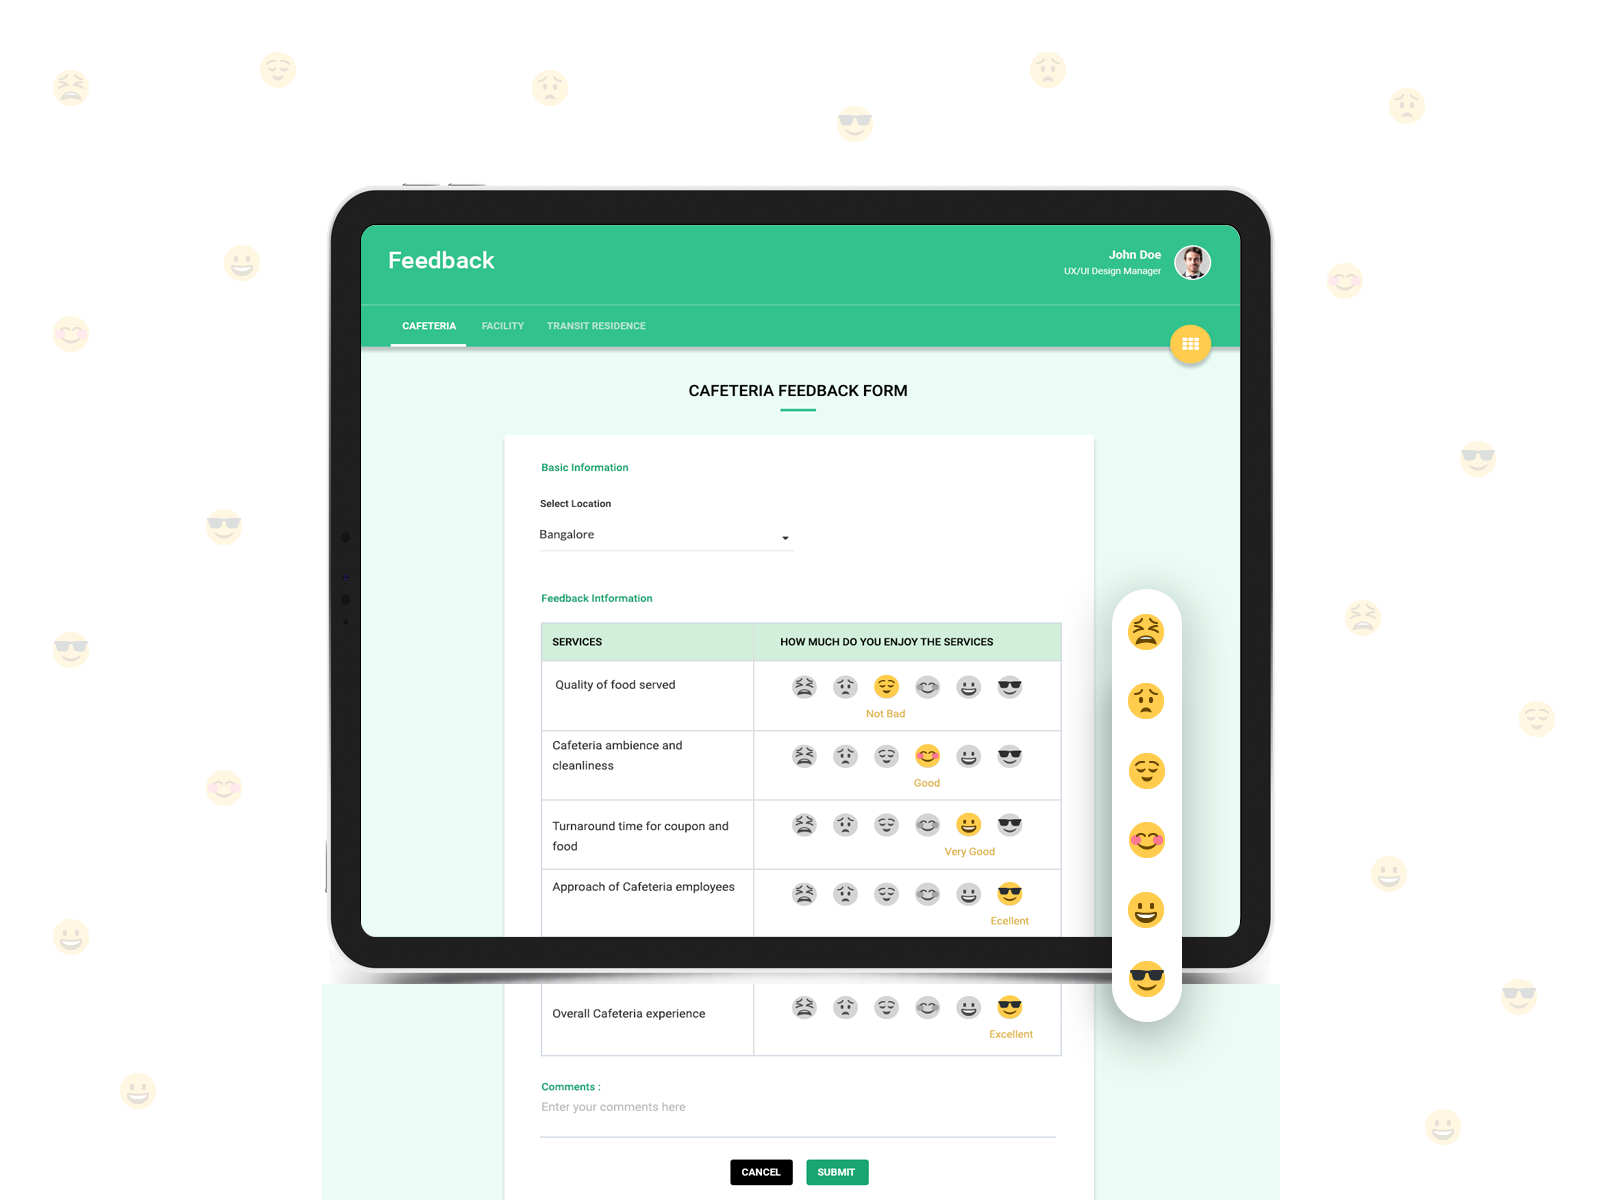 Feedback
John Doe
UX/UI Design Manager
CAFETERIA FACILITY TRANSIT RESIDENCE
CAFETERIA FEEDBACK FORM
Basic Information
Select Location
Bangalore
Feedback Intformation
SERVICES HOW MUCH DO YOU ENJOY THE SERVICES
Quality of food served
Not Bad
Cafeteria ambience and
cleanliness
Good
Turnaround time for coupon and
food
Very Good
Approach of Cafeteria employees
Ecellent
Overall Cafeteria experience
Excellent
Comments :
Enter your comments here
CANCEL SUBMIT